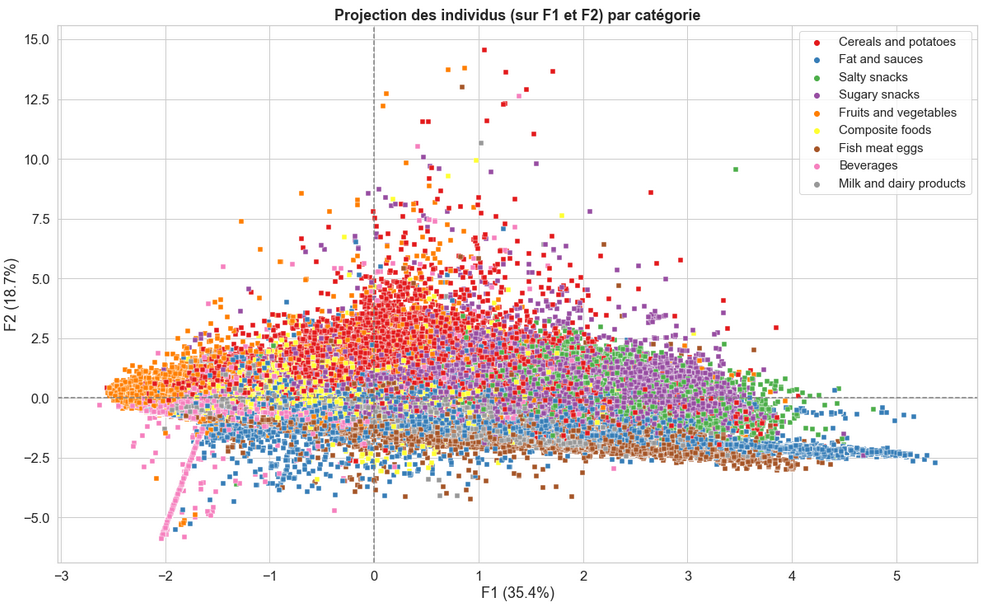 Projection des individus (sur F1 et F2) par catégorie
15.0
12.5
10.0
7.5
5.0
2.5
0.0
−2.5
−5.0
F2 (18.7%)
Cereals and potatoes
Fat and sauces
Salty snacks
Sugary snacks
Fruits and vegetables
Composite foods
Fish meat eggs
Beverages
Milk and dairy products
−3
−2
−1
0
1
2
3
4
5
F1 (35.4%)